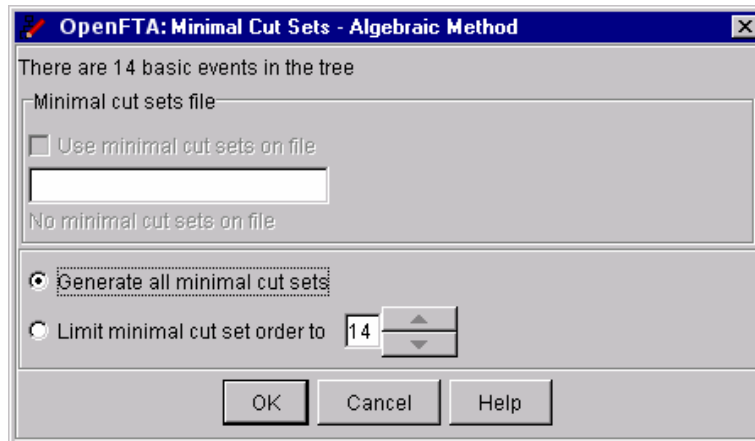 OpenFTA: Minimal Cut Sets - Algebraic Method
There are 14 basic events in the tree
Minimal cut sets file
Use minimal cut sets on file
No minimal cut sets on file
Generate all minimal cut sets
Limit minimal cut set order to 14
OK Cancel Help